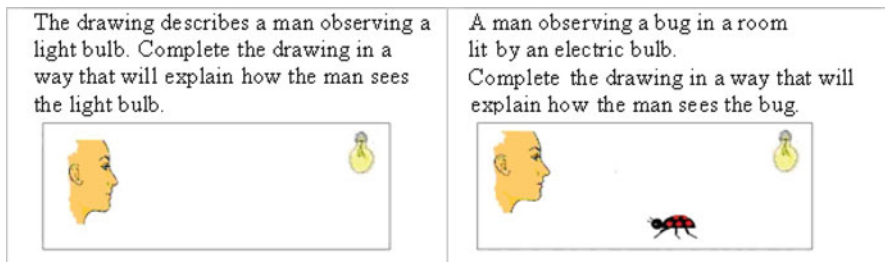 The drawing describes a man observing a
light bulb. Complete the drawing in a
way that will explain how the man sees
the light bulb.
A man observing a bug in a room
lit by an electric bulb.
Complete the drawing in a way that will
explain how the man sees the bug.